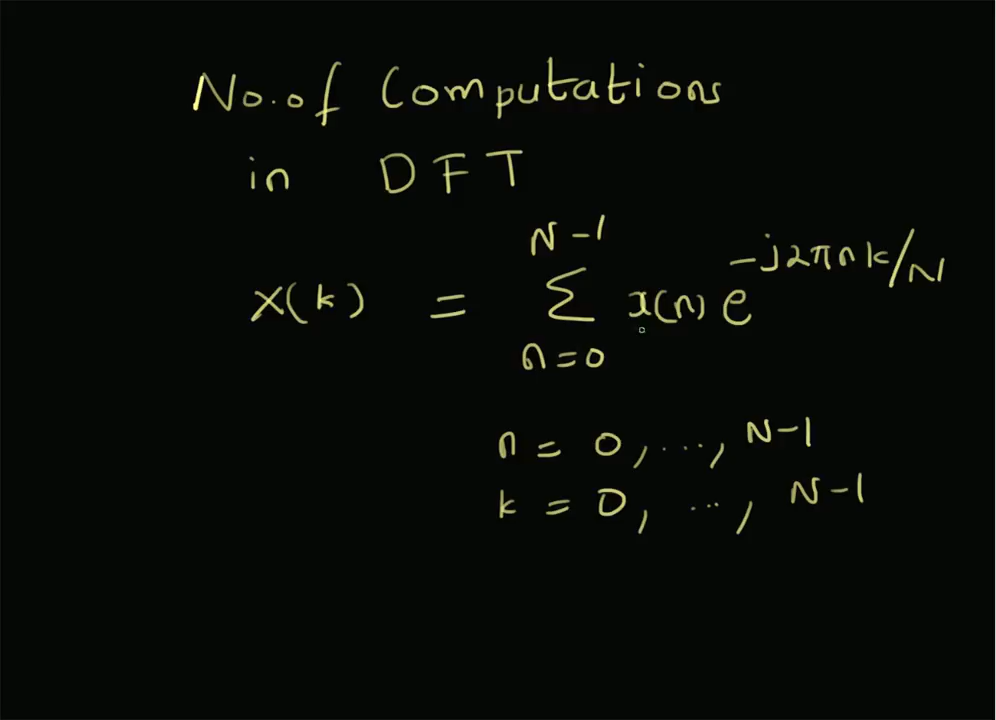 No. of Computations
in DFT
X(k) = N-1 Σ n=0 x(n) e^-j2πnk/N
n = 0, ..., N-1
k = 0, ..., N-1